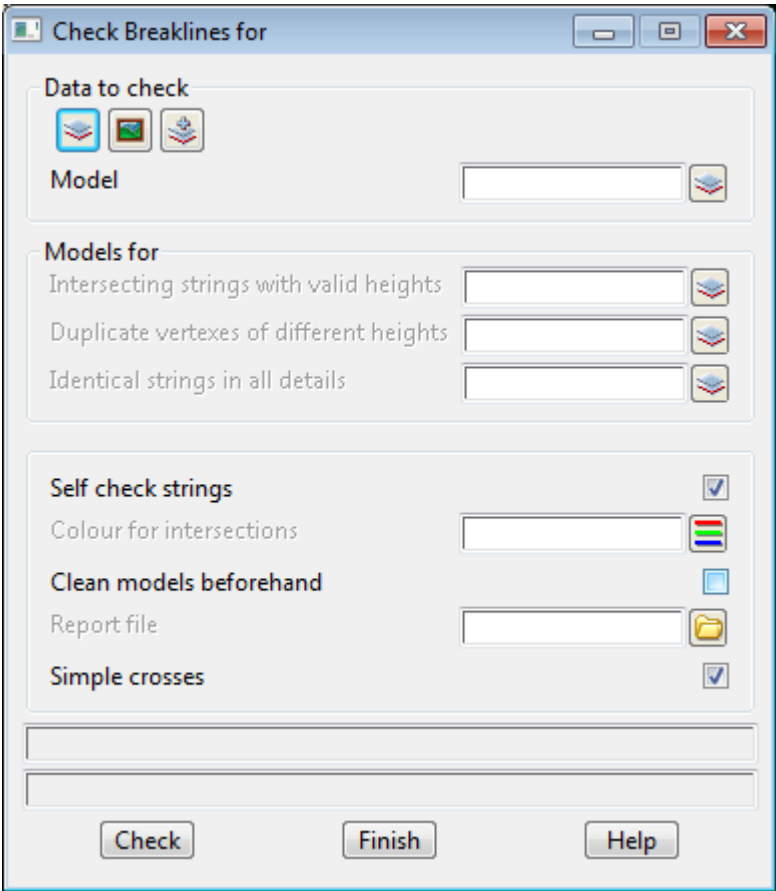 Check Breaklines for
Data to check
Model
Models for
Intersecting strings with valid heights
Duplicate vertexes of different heights
Identical strings in all details
Self check strings
Colour for intersections
Clean models beforehand
Report file
Simple crosses
Check Finish Help